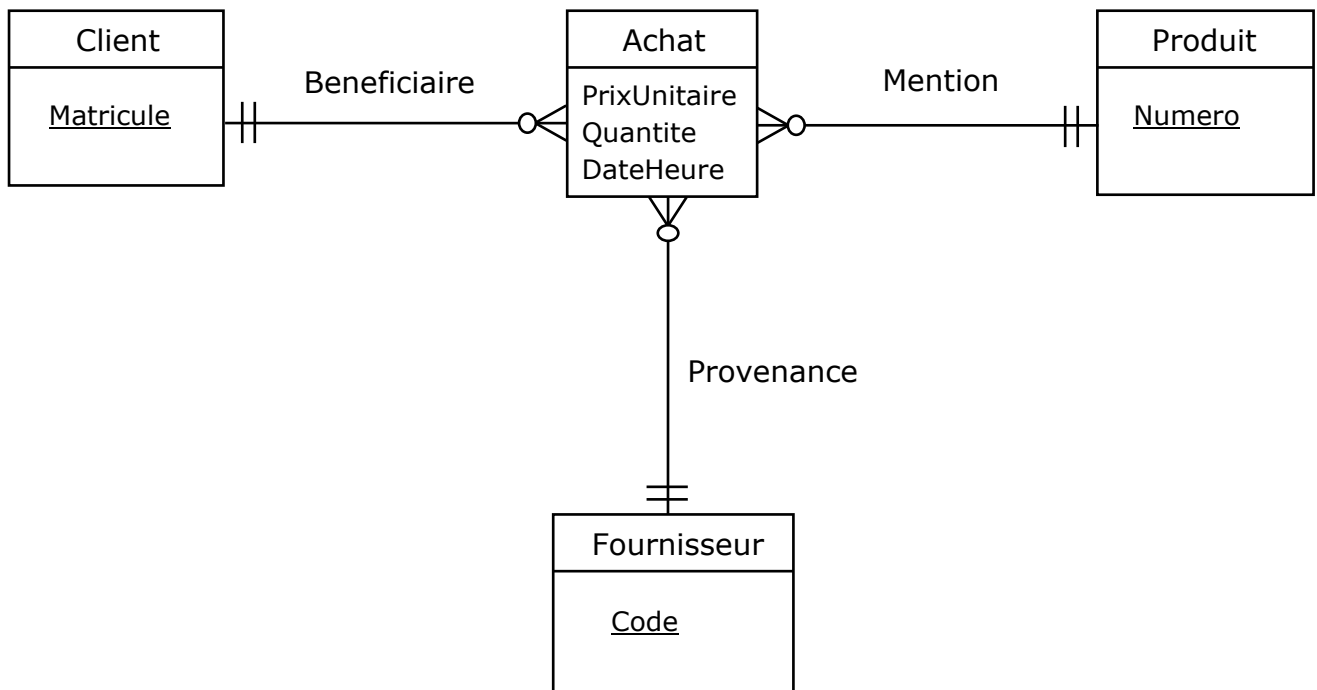 Client
Matricule
Beneficiaire
Achat
PrixUnitaire
Quantite
DateHeure
Mention
Produit
Numero
Provenance
Fournisseur
Code